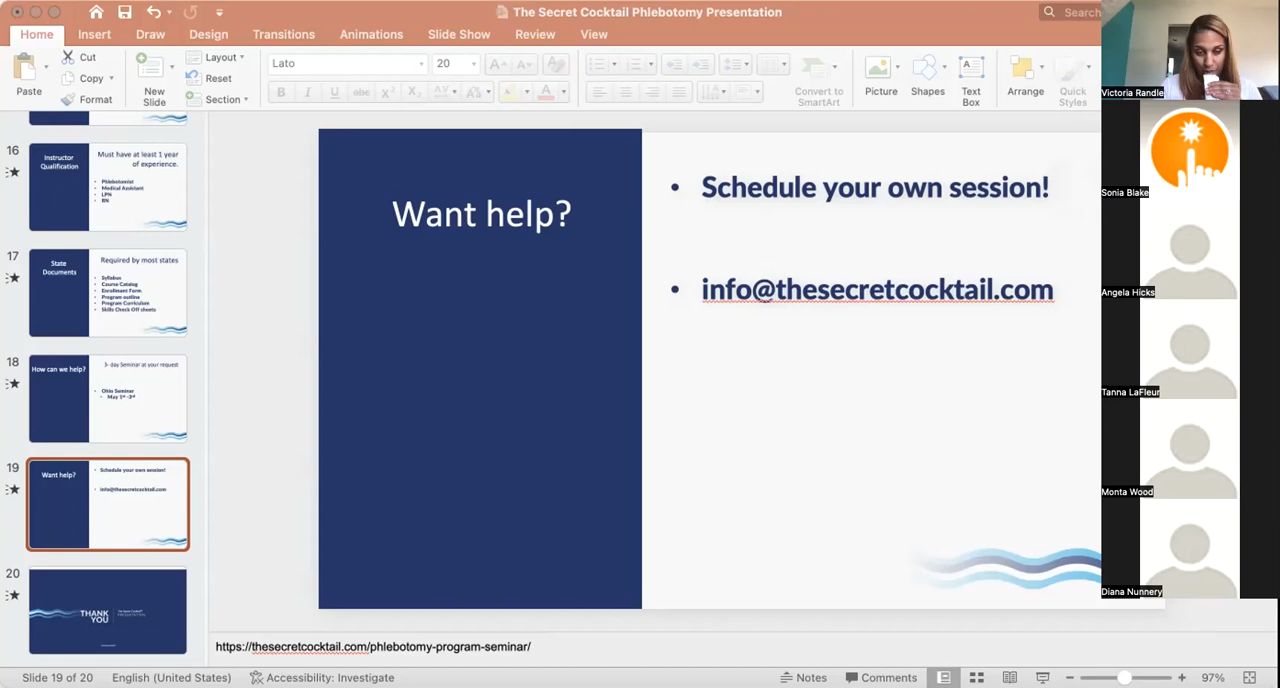 The Secret Cocktail Phlebotomy Presentation
Search
Home Insert Draw Design Transitions Animations Slide Show Review View
Paste
Cut
Copy
Format
New
Slide
Layout
Reset
Section
Lato 20
B I U abc X² X₂ AV Aa A
Convert to
SmartArt
Picture
Shapes
Text
Box
Arrange
Quick
Styles
16
Instructor
Qualification
Must have at least 1 year
of experience.
• Phlebotomist
• Medical Assistant
• LPN
• RN
17
State
Documents
Required by most states
• Syllabus
• Course Catalog
• Enrollment Form
• Program outline
• Program Curriculum
• Skills Check Off sheets
18
How can we help?
3- day Seminar at your request
• Ohio Seminar
• May 1st -3rd
19
Want help?
• Schedule your own session!
• info@thesecretcocktail.com
20
THANK
YOU
PRESENTATION
Want help?
• Schedule your own session!
• info@thesecretcocktail.com
https://thesecretcocktail.com/phlebotomy-program-seminar/
Slide 19 of 20 English (United States) Accessibility: Investigate Notes Comments 97%
Victoria Randle
Sonia Blake
Angela Hicks
Tanna LaFleur
Monta Wood
Diana Nunnery